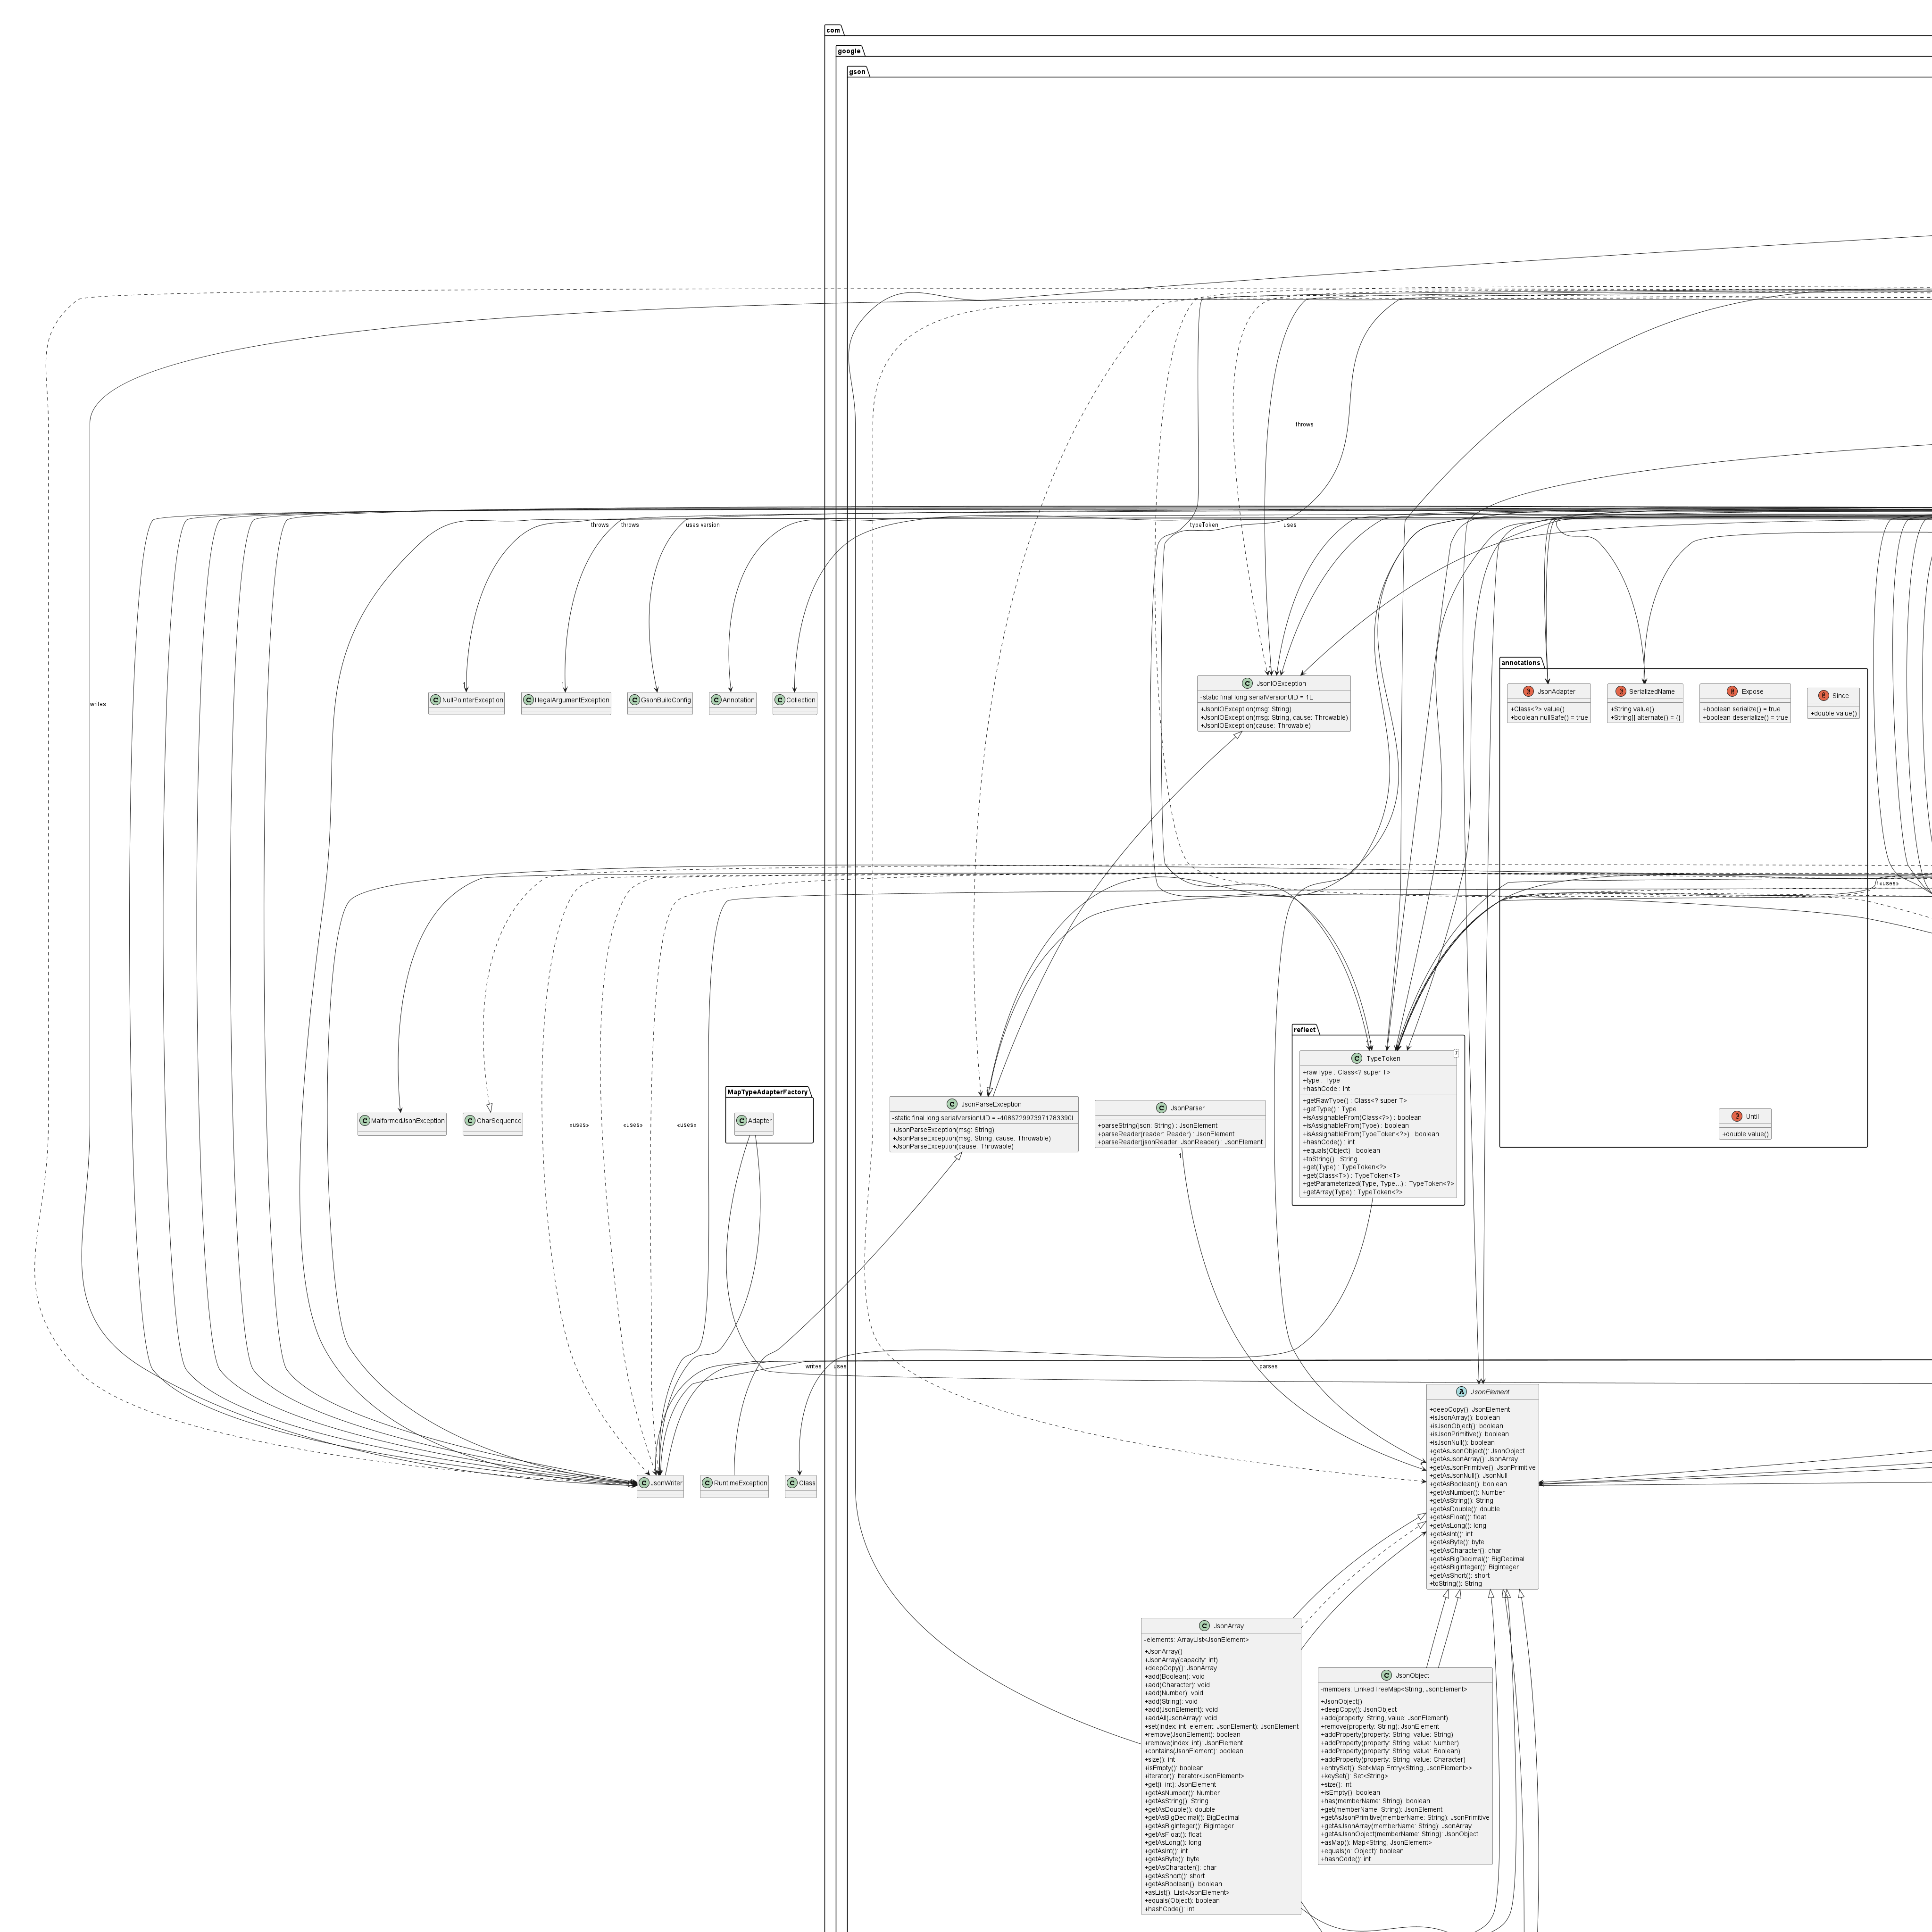 com
google
gson
throws
throws
throws
uses version
typeToken
uses
writes
annotations
JsonIOException
-static final long serialVersionUID = 1L
+JsonIOException(msg: String)
+JsonIOException(msg: String, cause: Throwable)
+JsonIOException(cause: Throwable)
JsonAdapter
+Class<?> value()
+boolean nullSafe() = true
SerializedName
+String value()
+String[] alternate() = {}
Expose
+boolean serialize() = true
+boolean deserialize() = true
Since
+double value()
1
NullPointerException
1
IllegalArgumentException
GsonBuildConfig
Annotation
Collection
«uses»
reflect
TypeToken
T
+rawType : Class<? super T>
+type : Type
+hashCode : int
+getRawType() : Class<? super T>
+getType() : Type
+isAssignableFrom(Class<?>) : boolean
+isAssignableFrom(Type) : boolean
+isAssignableFrom(TypeToken<?>) : boolean
+hashCode() : int
+equals(Object) : boolean
+toString() : String
+get(Type) : TypeToken<?>
+get(Class<T>) : TypeToken<T>
+getParameterized(Type, Type...) : TypeToken<?>
+getArray(Type) : TypeToken<?>
MapTypeAdapterFactory
Adapter
MalformedJsonException
CharSequence
«uses»
«uses»
«uses»
JsonParseException
-static final long serialVersionUID = -4086729973971783390L
+JsonParseException(msg: String)
+JsonParseException(msg: String, cause: Throwable)
+JsonParseException(cause: Throwable)
JsonParser
+parseString(json: String) : JsonElement
+parseReader(reader: Reader) : JsonElement
+parseReader(jsonReader: JsonReader) : JsonElement
1
Until
+double value()
writes
uses
parses
JsonWriter
RuntimeException
Class
JsonElement
+deepCopy(): JsonElement
+isJsonArray(): boolean
+isJsonObject(): boolean
+isJsonPrimitive(): boolean
+isJsonNull(): boolean
+getAsJsonObject(): JsonObject
+getAsJsonArray(): JsonArray
+getAsJsonPrimitive(): JsonPrimitive
+getAsJsonNull(): JsonNull
+getAsBoolean(): boolean
+getAsNumber(): Number
+getAsString(): String
+getAsDouble(): double
+getAsFloat(): float
+getAsLong(): long
+getAsInt(): int
+getAsByte(): byte
+getAsCharacter(): char
+getAsBigDecimal(): BigDecimal
+getAsBigInteger(): BigInteger
+getAsShort(): short
+toString(): String
JsonArray
-elements: ArrayList<JsonElement>
+JsonArray()
+JsonArray(capacity: int)
+deepCopy(): JsonArray
+add(Boolean): void
+add(Character): void
+add(Number): void
+add(String): void
+add(JsonElement): void
+addAll(JsonArray): void
+set(index: int, element: JsonElement): JsonElement
+remove(JsonElement): boolean
+remove(index: int): JsonElement
+contains(JsonElement): boolean
+size(): int
+isEmpty(): boolean
+iterator(): Iterator<JsonElement>
+get(i: int): JsonElement
+getAsNumber(): Number
+getAsString(): String
+getAsDouble(): double
+getAsBigDecimal(): BigDecimal
+getAsBigInteger(): BigInteger
+getAsFloat(): float
+getAsLong(): long
+getAsInt(): int
+getAsByte(): byte
+getAsCharacter(): char
+getAsShort(): short
+getAsBoolean(): boolean
+asList(): List<JsonElement>
+equals(Object): boolean
+hashCode(): int
JsonObject
-members: LinkedTreeMap<String, JsonElement>
+JsonObject()
+deepCopy(): JsonObject
+add(property: String, value: JsonElement)
+remove(property: String): JsonElement
+addProperty(property: String, value: String)
+addProperty(property: String, value: Number)
+addProperty(property: String, value: Boolean)
+addProperty(property: String, value: Character)
+entrySet(): Set<Map.Entry<String, JsonElement>>
+keySet(): Set<String>
+size(): int
+isEmpty(): boolean
+has(memberName: String): boolean
+get(memberName: String): JsonElement
+getAsJsonPrimitive(memberName: String): JsonPrimitive
+getAsJsonArray(memberName: String): JsonArray
+getAsJsonObject(memberName: String): JsonObject
+asMap(): Map<String, JsonElement>
+equals(o: Object): boolean
+hashCode(): int